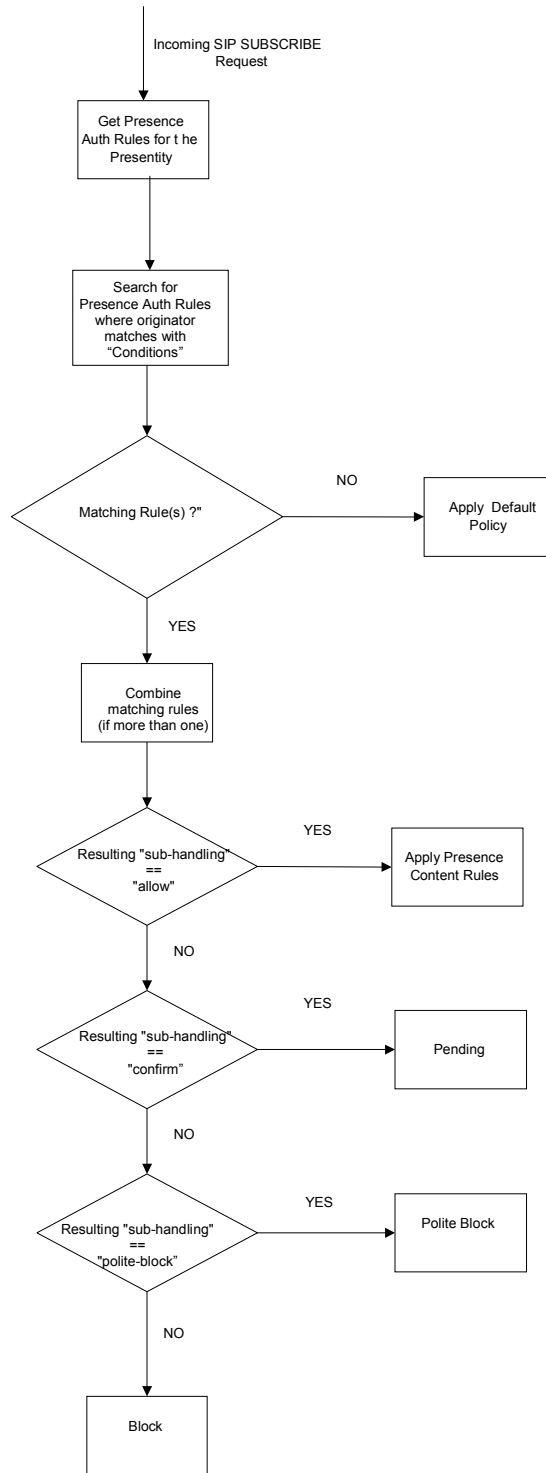 Incoming SIP SUBSCRIBE
Request
Get Presence
Auth Rules for t he
Presentity
Search for
Presence Auth Rules
where originator
matches with
“Conditions”
Matching Rule(s) ?"
NO
Apply Default
Policy
YES
Combine
matching rules
(if more than one)
Resulting "sub-handling"
==
"allow"
YES
Apply Presence
Content Rules
NO
Resulting "sub-handling"
==
"confirm”
YES
Pending
NO
Resulting "sub-handling"
==
"polite-block”
YES
Polite Block
NO
Block